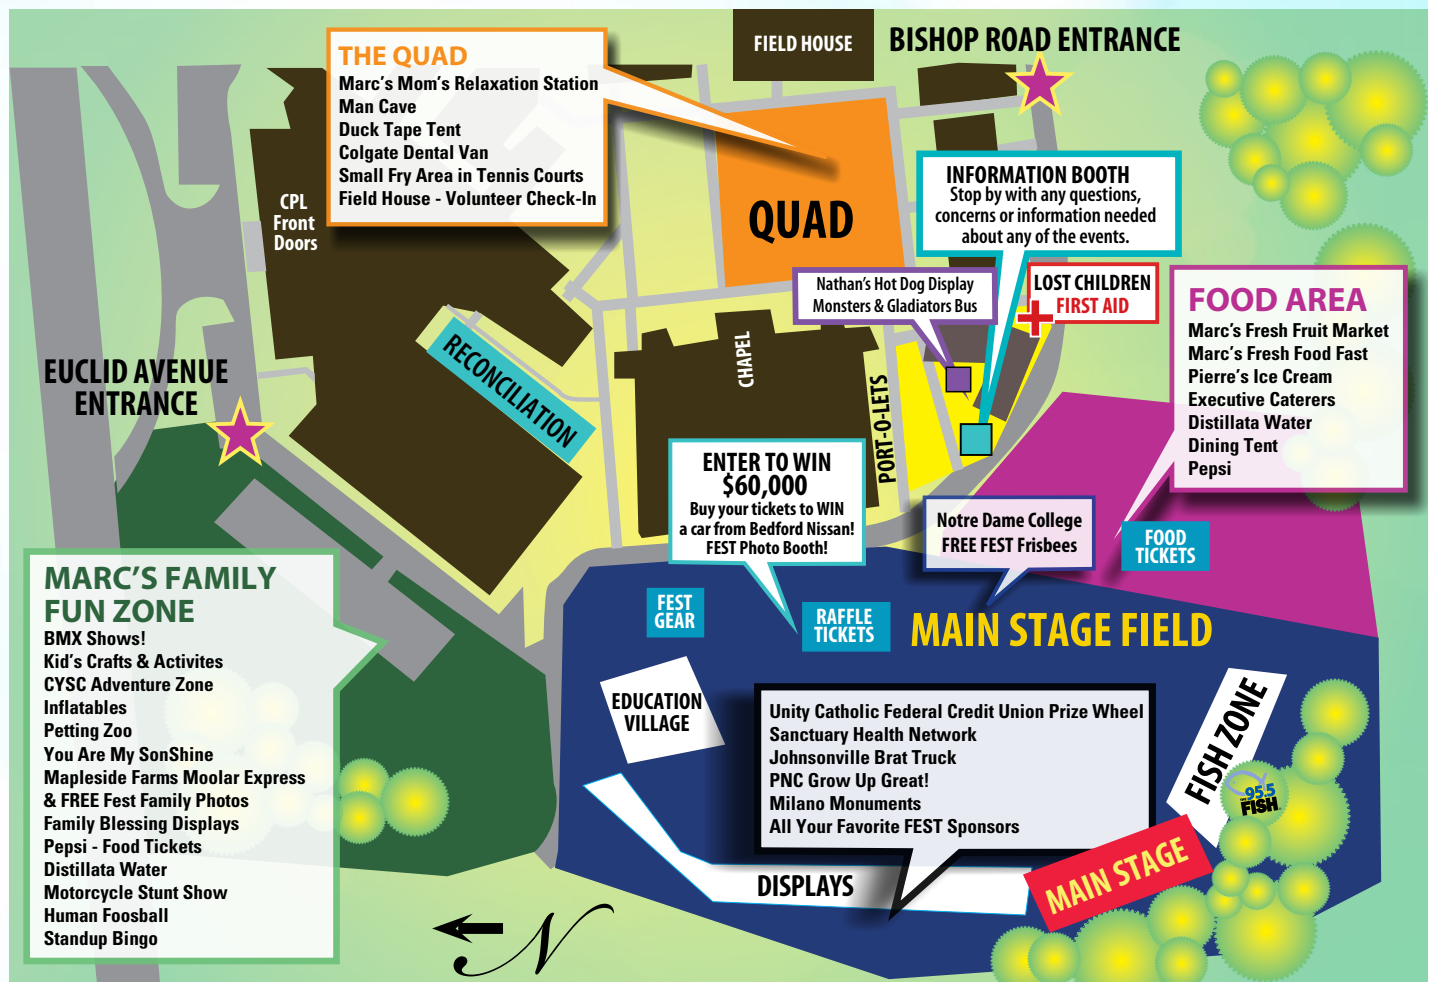 THE QUAD
Marc's Mom's Relaxation Station
Man Cave
Duck Tape Tent
Colgate Dental Van
Small Fry Area in Tennis Courts
Field House - Volunteer Check-In
FIELD HOUSE
BISHOP ROAD ENTRANCE
CPL
Front
Doors
QUAD
INFORMATION BOOTH
Stop by with any questions,
concerns or information needed
about any of the events.
Nathan's Hot Dog Display
Monsters & Gladiators Bus
LOST CHILDREN
FIRST AID
FOOD AREA
Marc's Fresh Fruit Market
Marc's Fresh Food Fast
Pierre's Ice Cream
Executive Caterers
Distillata Water
Dining Tent
Pepsi
EUCLID AVENUE
ENTRANCE
RECONCILIATION
CHAPEL
PORT-O-LETS
ENTER TO WIN
$60,000
Buy your tickets to WIN
a car from Bedford Nissan!
FEST Photo Booth!
Notre Dame College
FREE FEST Frisbees
FOOD
TICKETS
MARC'S FAMILY
FUN ZONE
BMX Shows!
Kid's Crafts & Activites
CYSC Adventure Zone
Inflatables
Petting Zoo
You Are My SonShine
Mapleside Farms Moolar Express
& FREE Fest Family Photos
Family Blessing Displays
Pepsi - Food Tickets
Distillata Water
Motorcycle Stunt Show
Human Foosball
Standup Bingo
FEST
GEAR
RAFFLE
TICKETS
MAIN STAGE FIELD
EDUCATION
VILLAGE
Unity Catholic Federal Credit Union Prize Wheel
Sanctuary Health Network
Johnsonville Brat Truck
PNC Grow Up Great!
Milano Monuments
All Your Favorite FEST Sponsors
FISH ZONE
95.5
FISH
MAIN STAGE
DISPLAYS
N